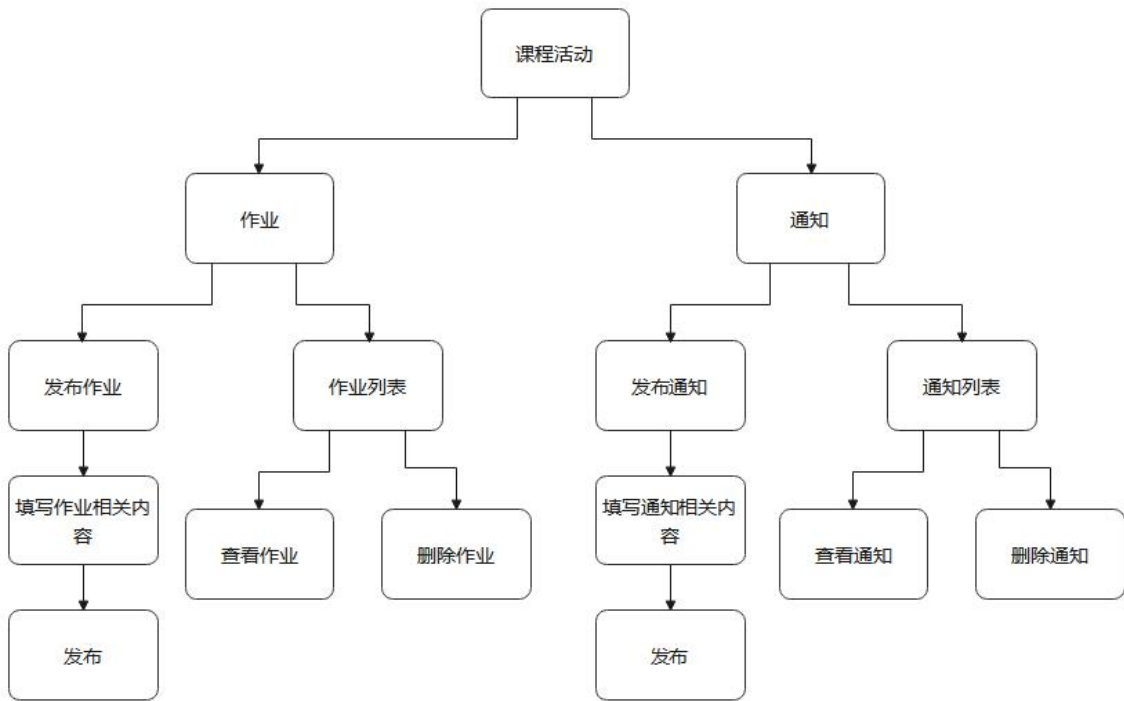 课程活动
作业
通知
发布作业
作业列表
发布通知
通知列表
填写作业相关内
容
查看作业
删除作业
填写通知相关内
容
查看通知
删除通知
发布
发布